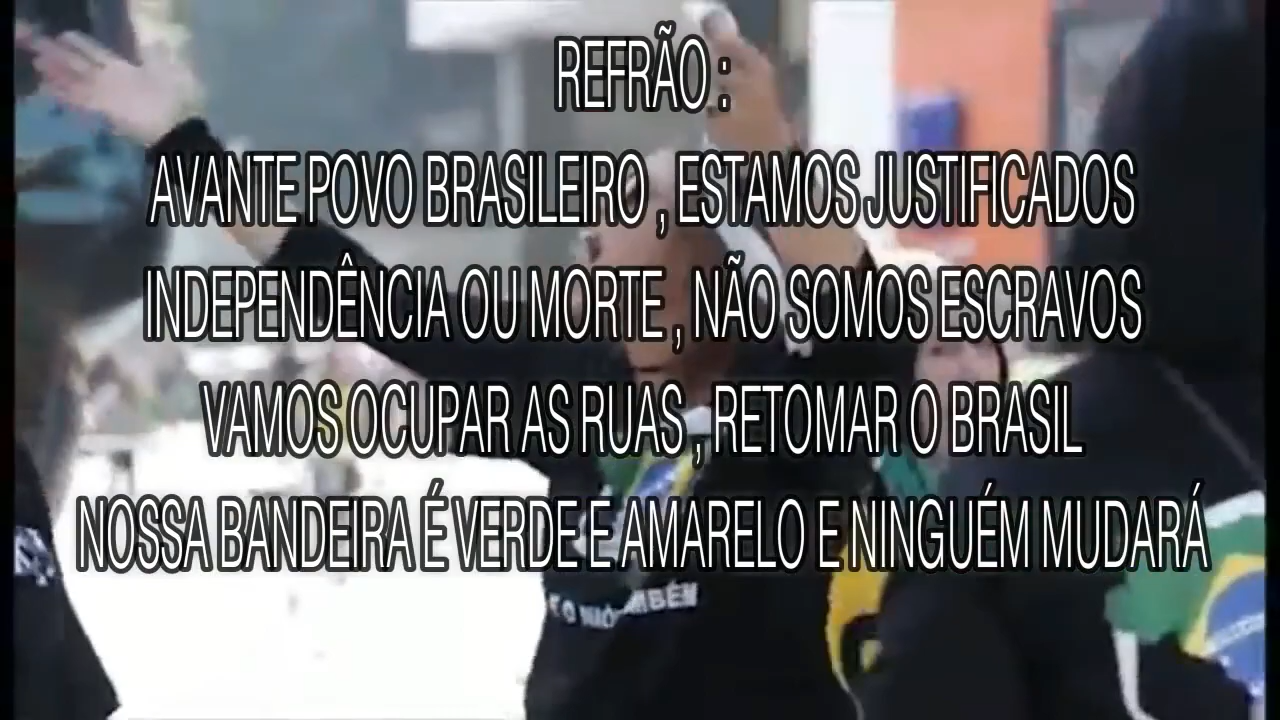 REFRÃO :
AVANTE POVO BRASILEIRO , ESTAMOS JUSTIFICADOS
INDEPENDÊNCIA OU MORTE , NÃO SOMOS ESCRAVOS
VAMOS OCUPAR AS RUAS , RETOMAR O BRASIL
NOSSA BANDEIRA É VERDE E AMARELO E NINGUÉM MUDARÁ